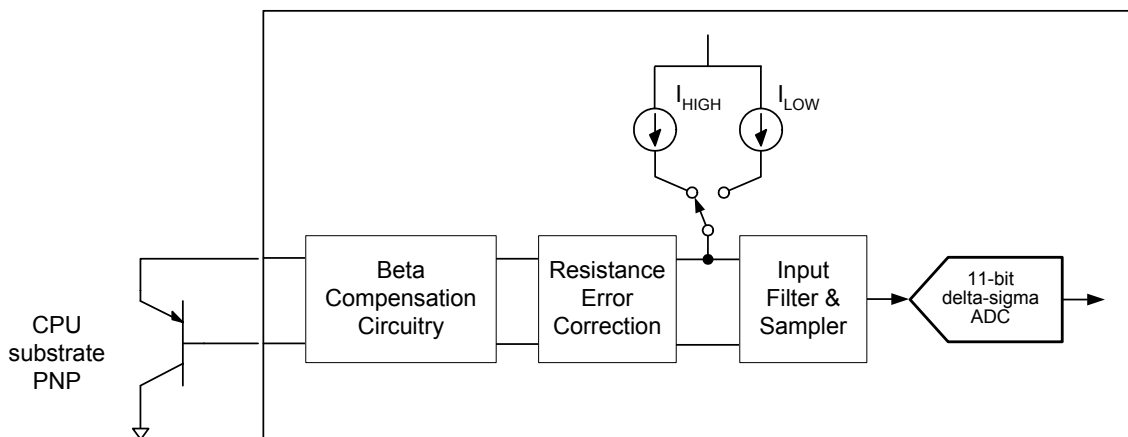 I_HIGH I_LOW
Beta
Compensation
Circuitry
Resistance
Error
Correction
Input
Filter &
Sampler
11-bit
delta-sigma
ADC
CPU
substrate
PNP